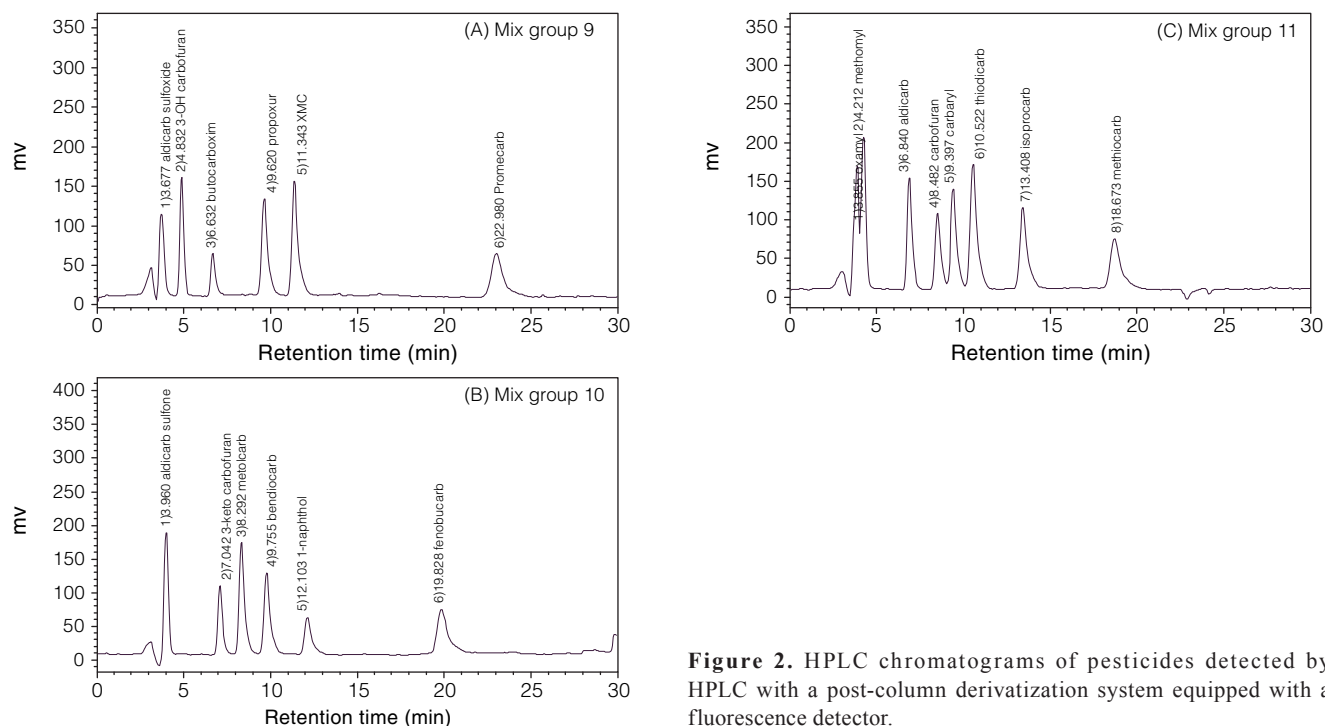 (A) Mix group 9
350
300
250
200
150
100
50
0
mv
1)3.677 aldicarb sulfoxide
2)4.832 3-OH carbofuran
3)6.632 butocarboxim
4)9.620 propoxur
5)11.343 XMC
6)22.980 Promecarb
0 5 10 15 20 25 30
Retention time (min)
(B) Mix group 10
400
350
300
250
200
150
100
50
0
mv
1)3.960 aldicarb sulfone
2)7.042 3-keto carbofuran
3)8.292 metolcarb
4)9.755 bendiocarb
5)12.103 1-naphthol
6)19.828 fenobucarb
0 5 10 15 20 25 30
Retention time (min)
(C) Mix group 11
350
300
250
200
150
100
50
0
mv
1)3.855 oxamyl 2)4.212 methomyl
3)6.840 aldicarb
4)8.482 carbofuran
5)9.397 carbaryl
6)10.522 thiodicarb
7)13.408 isoprocarb
8)18.673 methiocarb
0 5 10 15 20 25 30
Retention time (min)
Figure 2. HPLC chromatograms of pesticides detected by
HPLC with a post-column derivatization system equipped with a
fluorescence detector.